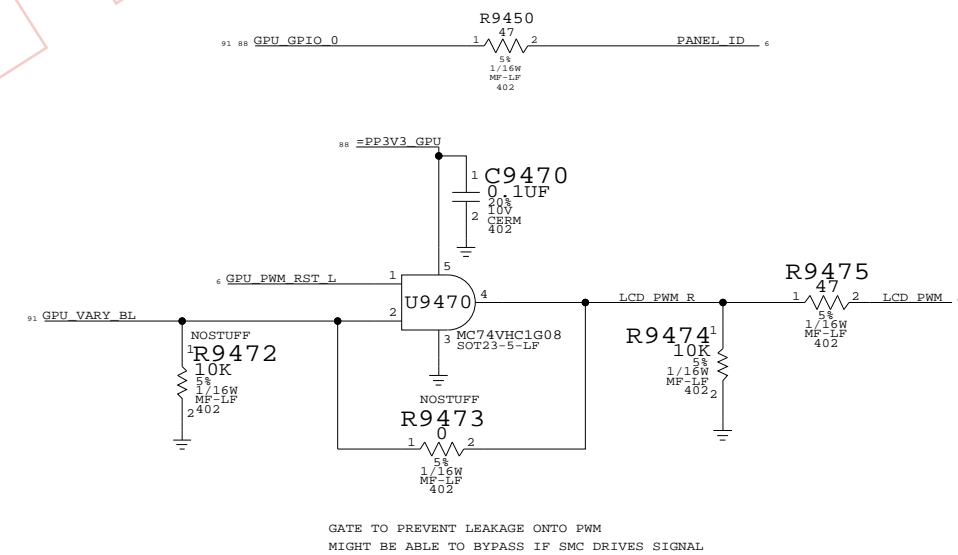 R9450
47
91 88 GPU_GPIO_0 1 2 PANEL_ID 6
5%
1/16W
MF-LF
402
88 =PP3V3_GPU
1 C9470
0.1UF
20%
10V
2 CERM
402
5
6 GPU_PWM_RST_L 1
U9470 4 LCD_PWM_R
R9475
47
1 2 LCD_PWM
5%
1/16W
MF-LF
402
91 GPU_VARY_BL 2
3 MC74VHC1G08
SOT23-5-LF
NOSTUFF
1 R9472
10K
5%
1/16W
MF-LF
2 402
R9474 1
10K
5%
1/16W
MF-LF
402 2
NOSTUFF
R9473
0
1 2
5%
1/16W
MF-LF
402
GATE TO PREVENT LEAKAGE ONTO PWM
MIGHT BE ABLE TO BYPASS IF SMC DRIVES SIGNAL